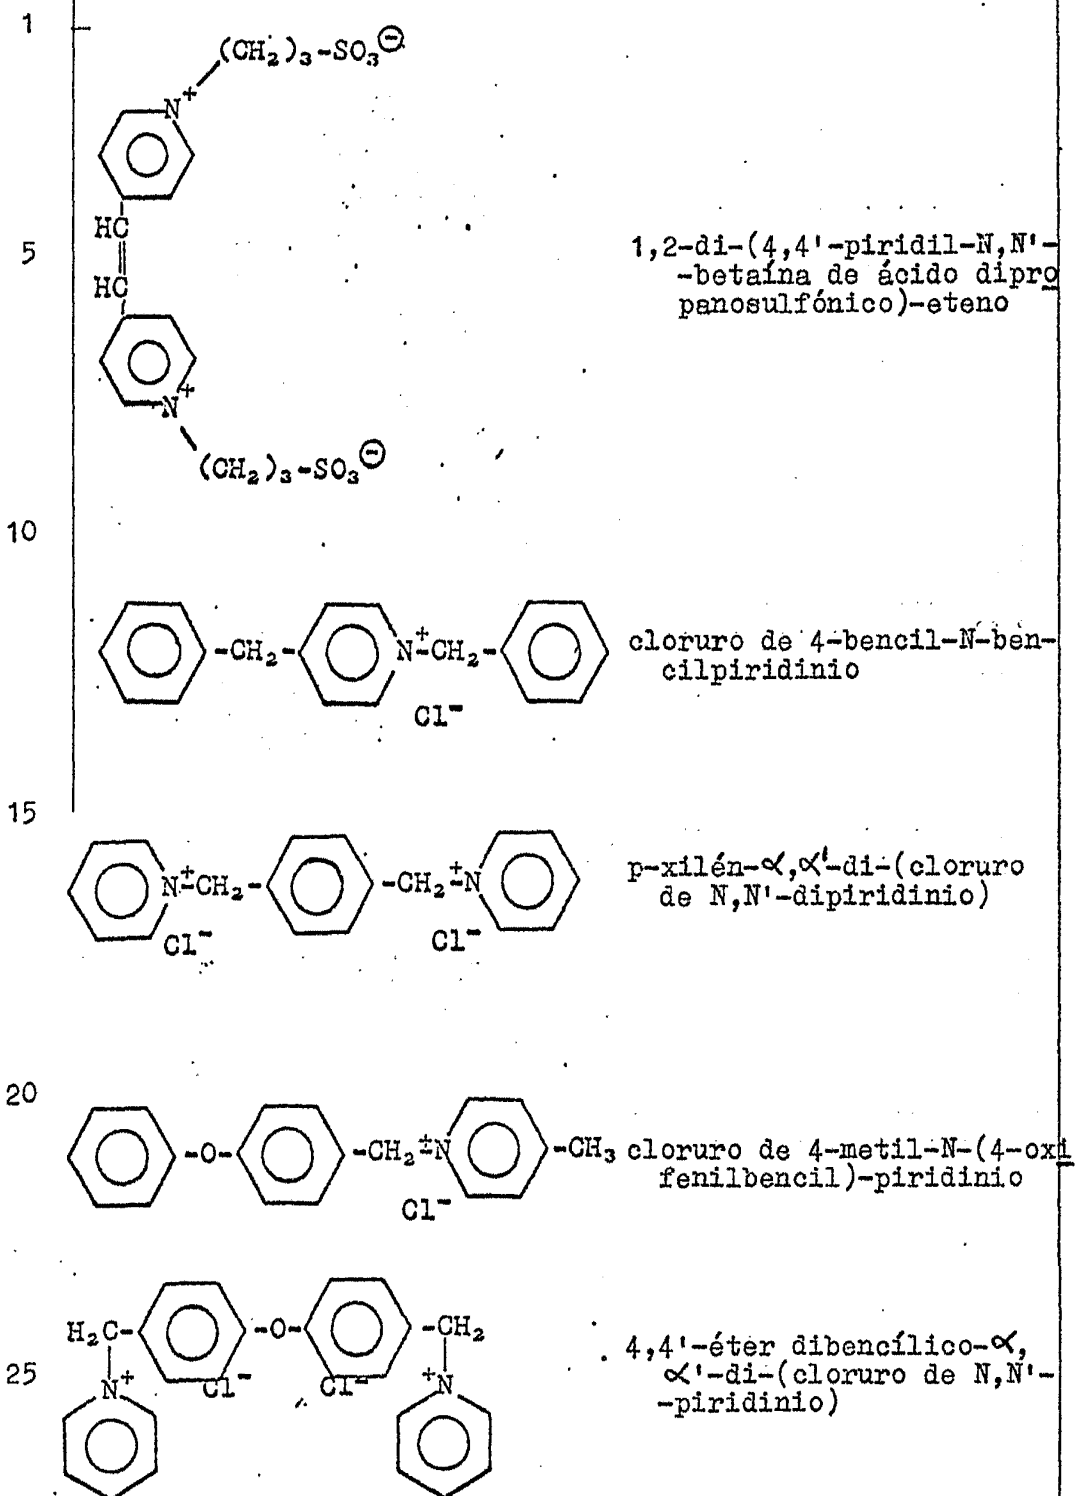 1
(CH₂)₃-SO₃⊖
N⁺
HC
5
HC
N⁺
(CH₂)₃-SO₃⊖
1,2-di-(4,4'-piridil-N,N'-
-betaína de ácido dipro
panosulfónico)-eteno
10
-CH₂- N⁺-CH₂-
Cl⁻
cloruro de 4-bencil-N-ben-
cilpiridinio
15
N⁺-CH₂- -CH₂-⁺N
Cl⁻ Cl⁻
p-xilén-α,α'-di-(cloruro
de N,N'-dipiridinio)
20
-O- -CH₂-⁺N -CH₃
Cl⁻
cloruro de 4-metil-N-(4-oxi
fenilbencil)-piridinio
H₂C- -O- -CH₂
25
N⁺ Cl⁻ Cl⁻ ⁺N
4,4'-éter dibencílico-α,
α'-di-(cloruro de N,N'-
-piridinio)